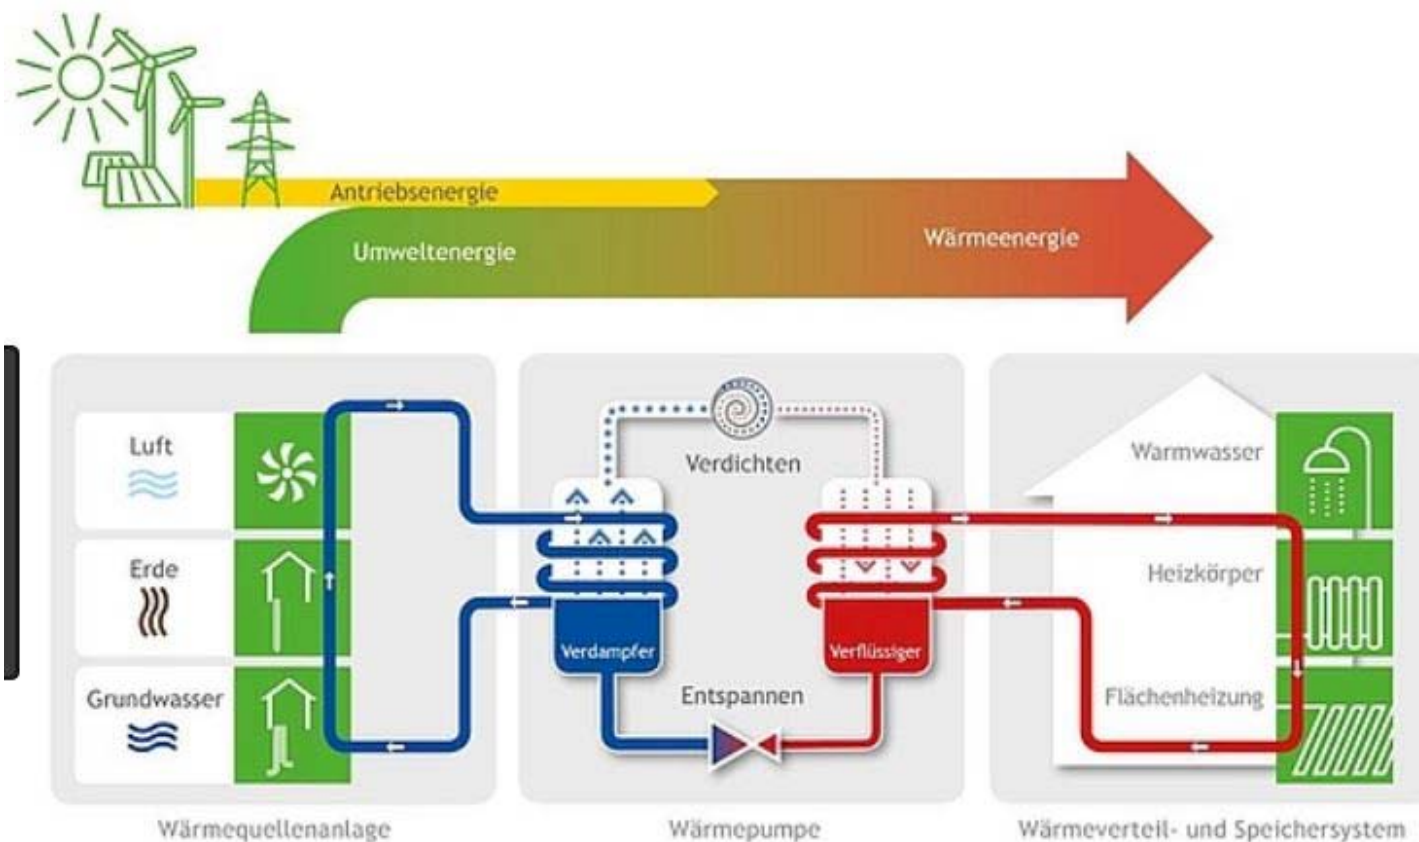 Antriebsenergie
Umweltenergie
Wärmeenergie
Luft
Erde
Grundwasser
Verdichten
Verdampfer
Verflüssiger
Entspannen
Warmwasser
Heizkörper
Flächenheizung
Wärmequellenanlage
Wärmepumpe
Wärmeverteil- und Speichersystem